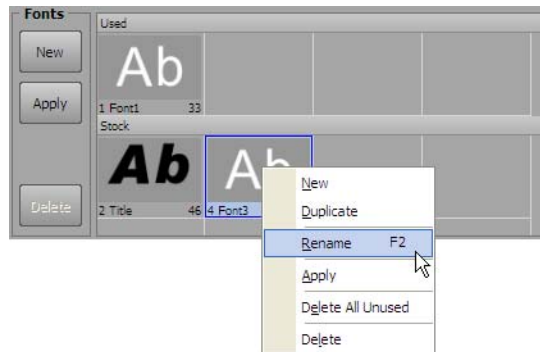 Fonts
Used
New
Ab
Apply
1 Font1 33
Stock
Ab
Ab
New
Duplicate
Delete
2 Title 46
4 Font3
Rename F2
Apply
Delete All Unused
Delete